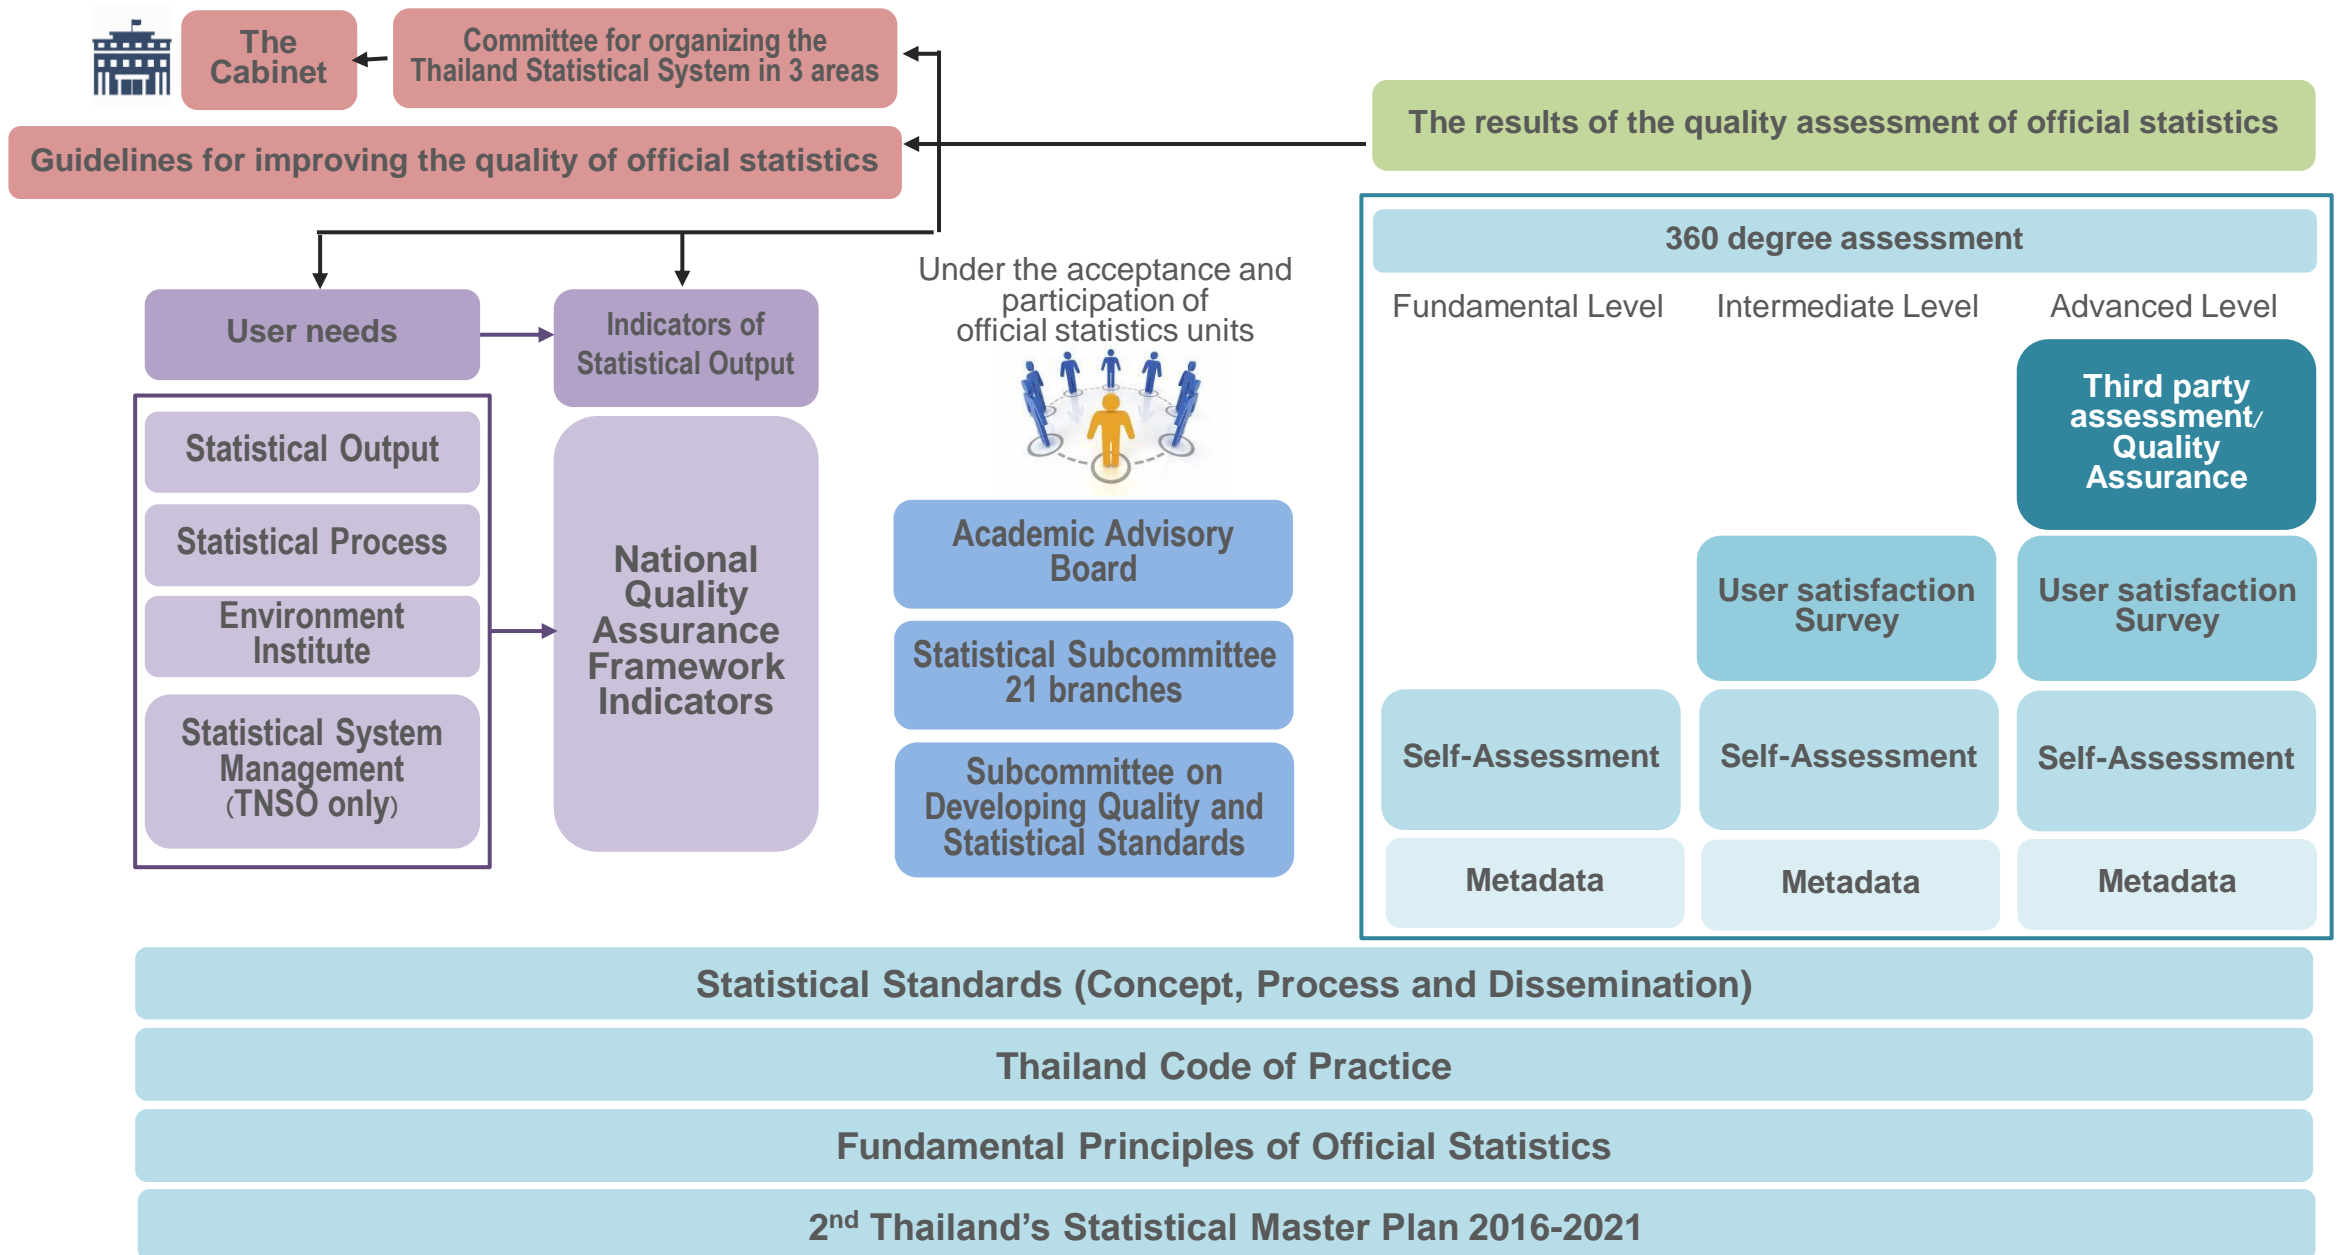 The
Cabinet
Committee for organizing the
Thailand Statistical System in 3 areas
Guidelines for improving the quality of official statistics
The results of the quality assessment of official statistics
User needs
Indicators of
Statistical Output
Statistical Output
Statistical Process
Environment
Institute
Statistical System
Management
(TNSO only)
National
Quality
Assurance
Framework
Indicators
Under the acceptance and
participation of
official statistics units
Academic Advisory
Board
Statistical Subcommittee
21 branches
Subcommittee on
Developing Quality and
Statistical Standards
360 degree assessment
Fundamental Level
Intermediate Level
Advanced Level
Third party
assessment/
Quality
Assurance
User satisfaction
Survey
User satisfaction
Survey
Self-Assessment
Self-Assessment
Self-Assessment
Metadata
Metadata
Metadata
Statistical Standards (Concept, Process and Dissemination)
Thailand Code of Practice
Fundamental Principles of Official Statistics
2nd Thailand's Statistical Master Plan 2016-2021